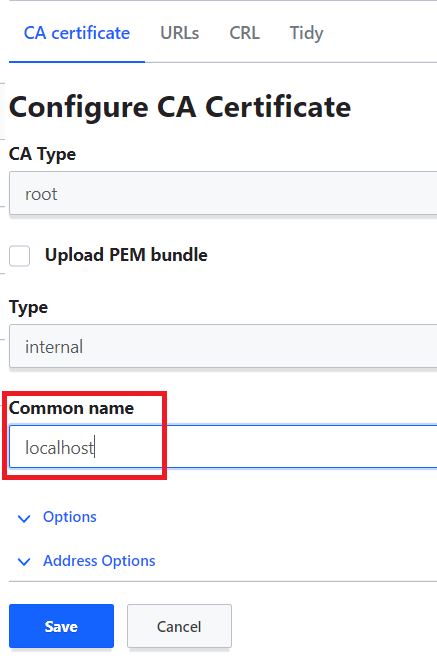 CA certificate URLs CRL Tidy
Configure CA Certificate
CA Type
root
Upload PEM bundle
Type
internal
Common name
localhost
Options
Address Options
Save Cancel